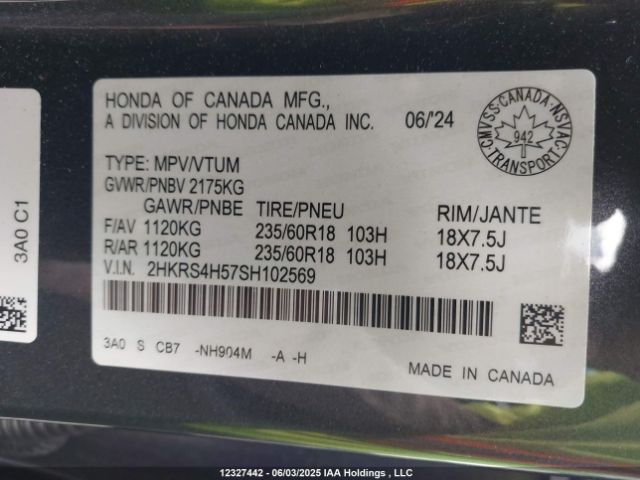 3A0 C1
HONDA OF CANADA MFG.,
A DIVISION OF HONDA CANADA INC. 06/'24
CMVSS · CANADA · NSVAC
942
TRANSPORT
TYPE: MPV/VTUM
GVWR/PNBV 2175KG
GAWR/PNBE TIRE/PNEU RIM/JANTE
F/AV 1120KG 235/60R18 103H 18X7.5J
R/AR 1120KG 235/60R18 103H 18X7.5J
V.I.N. 2HKRS4H57SH102569
3A0 S CB7 -NH904M -A -H
MADE IN CANADA
12327442 - 06/03/2025 IAA Holdings , LLC